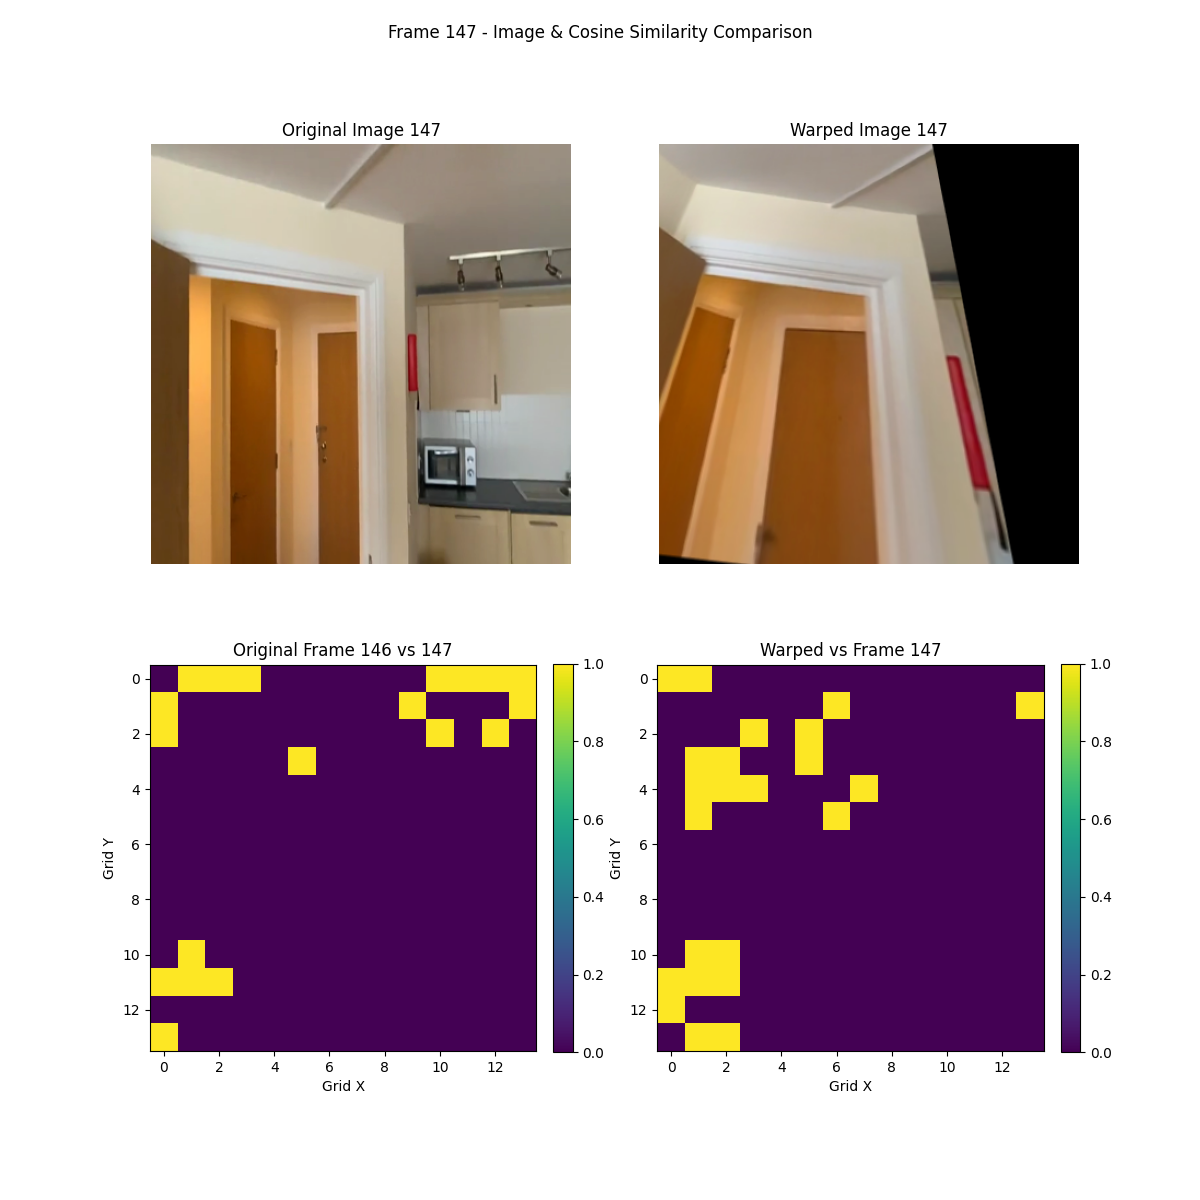 Frame 147 - Image & Cosine Similarity Comparison
Original Image 147
Warped Image 147
Original Frame 146 vs 147
Warped vs Frame 147
0
2
4
6
8
10
12
Grid Y
0 2 4 6 8 10 12
Grid X
1.0
0.8
0.6
0.4
0.2
0.0
0
2
4
6
8
10
12
Grid Y
0 2 4 6 8 10 12
Grid X
1.0
0.8
0.6
0.4
0.2
0.0